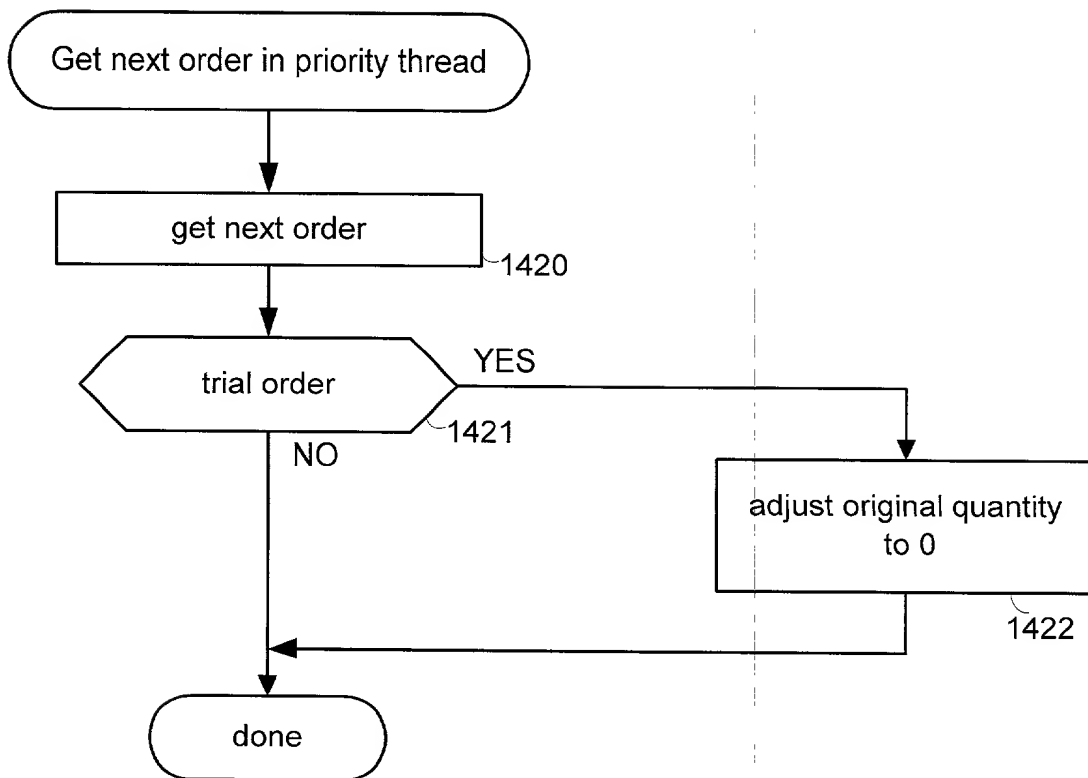 Get next order in priority thread
get next order
1420
trial order
YES
1421
NO
adjust original quantity
to 0
1422
done